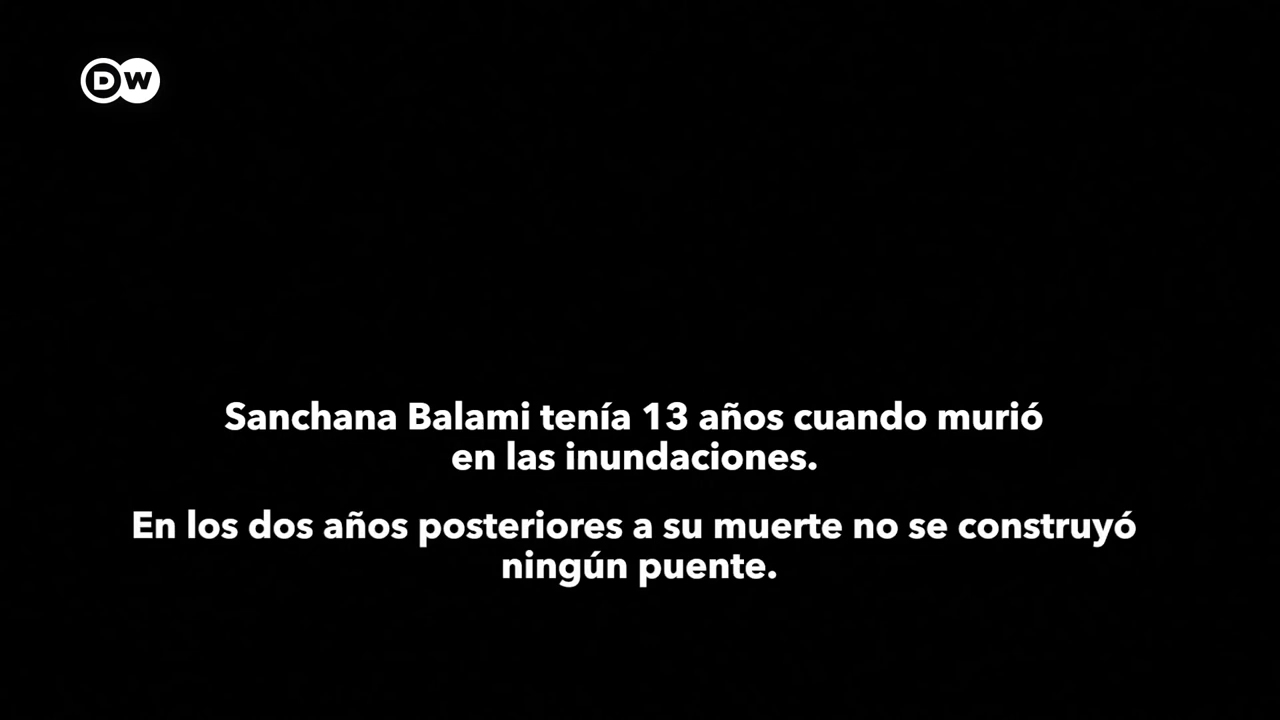 DW
Sanchana Balami tenía 13 años cuando murió
en las inundaciones.
En los dos años posteriores a su muerte no se construyó
ningún puente.